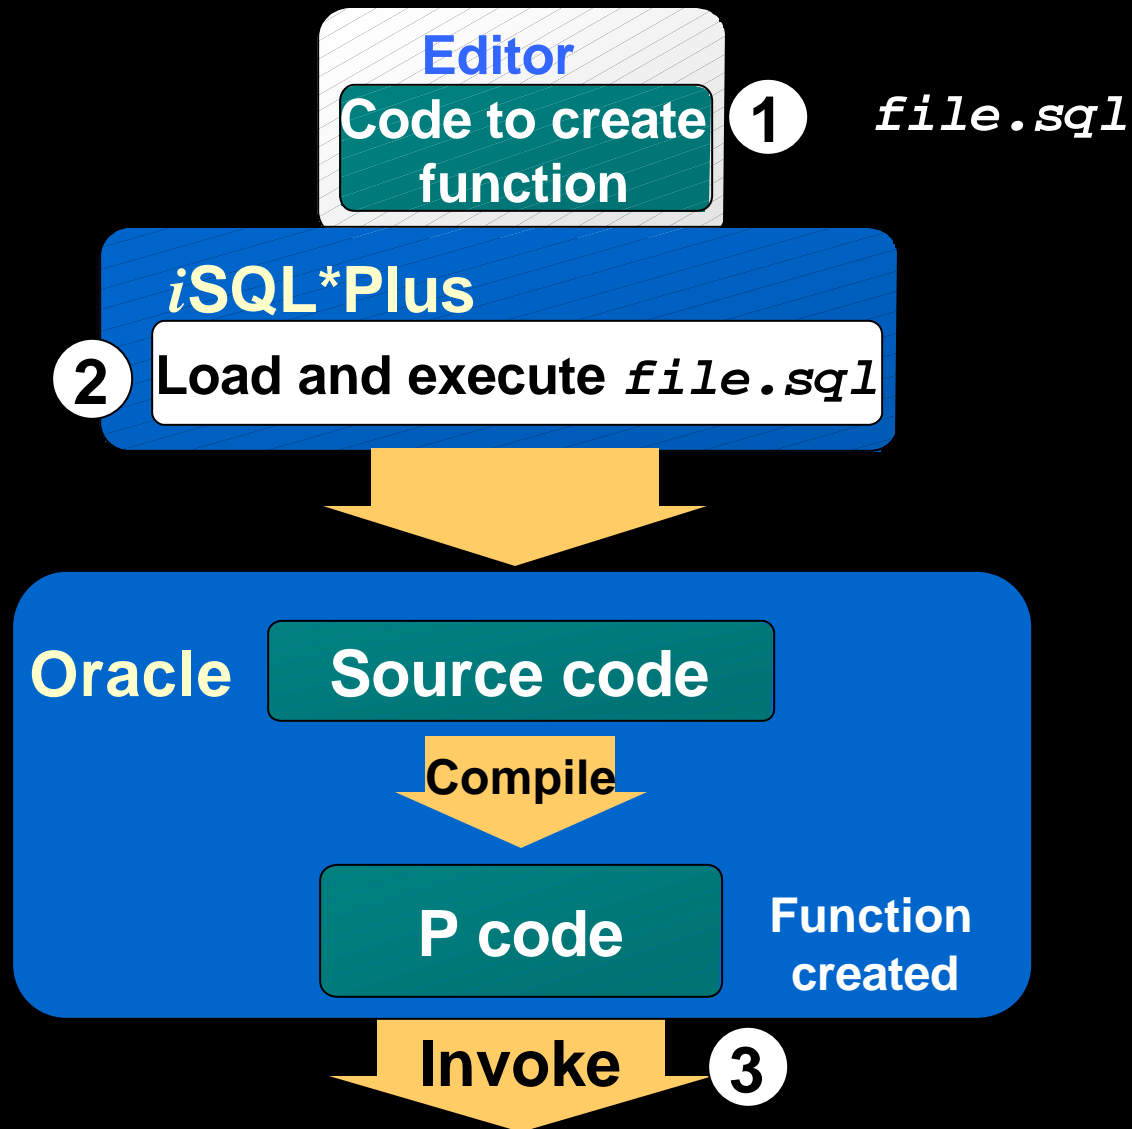 Editor
Code to create
function
1
file.sql
iSQL*Plus
2
Load and execute file.sql
Oracle
Source code
Compile
P code
Function
created
Invoke
3